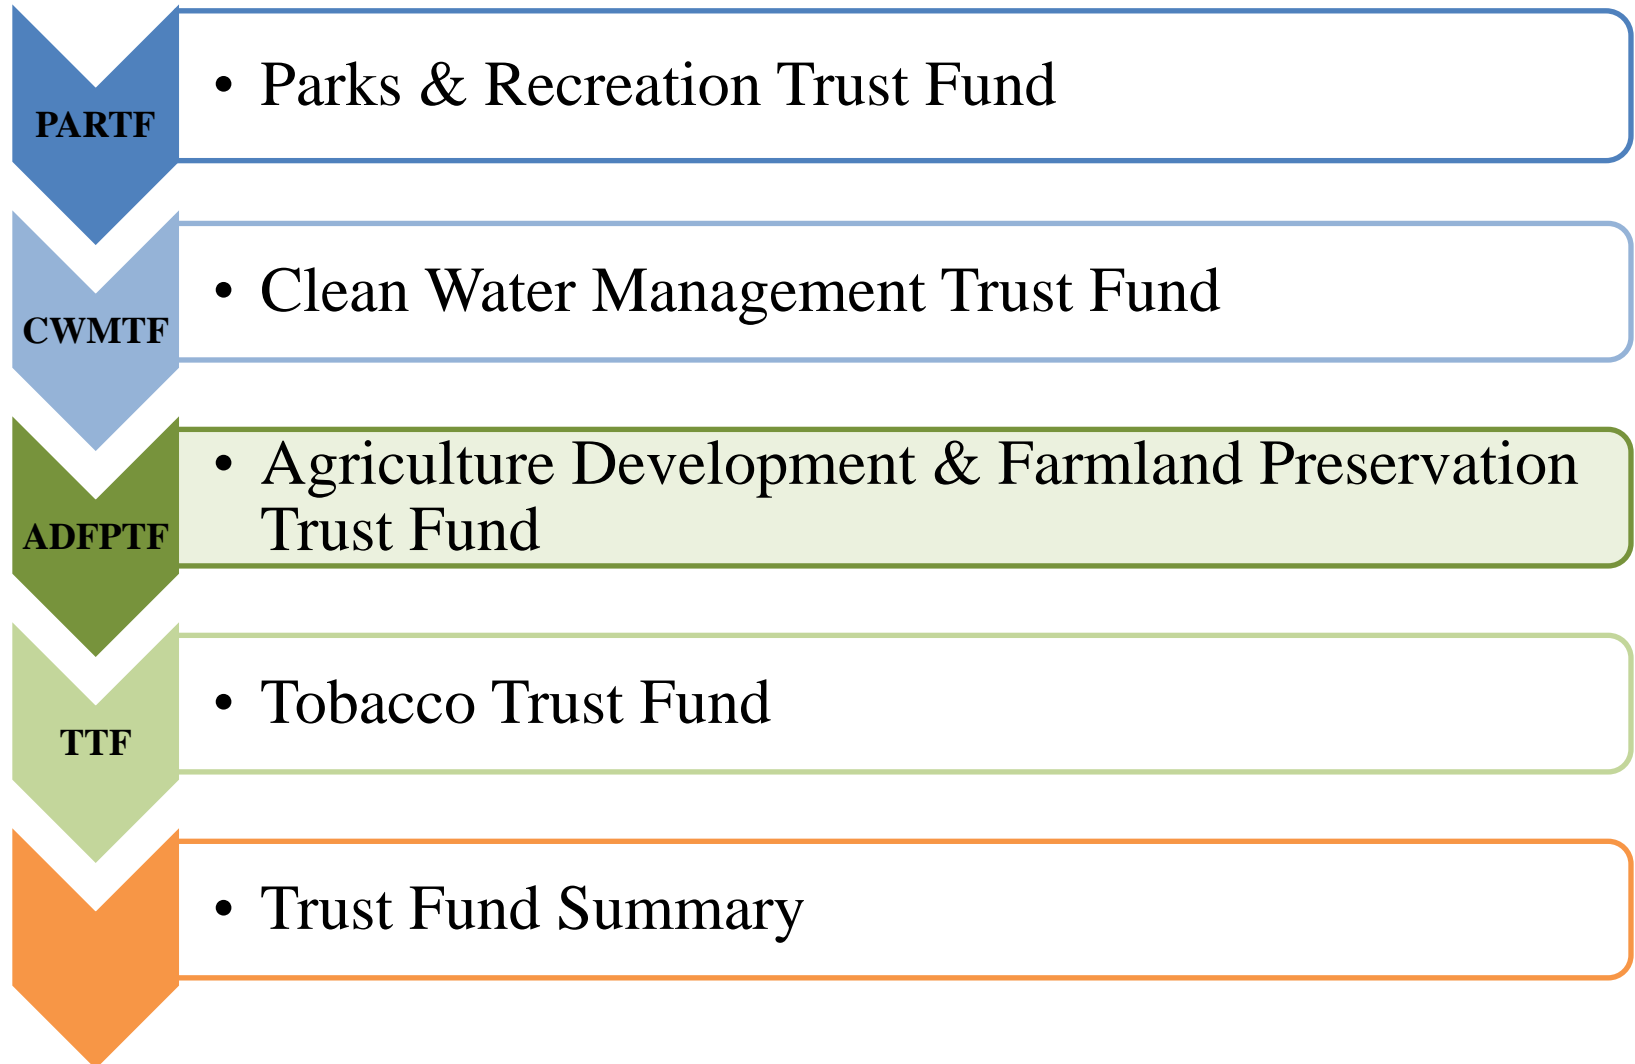 PARTF
• Parks & Recreation Trust Fund
CWMTF
• Clean Water Management Trust Fund
ADFPTF
• Agriculture Development & Farmland Preservation
Trust Fund
TTF
• Tobacco Trust Fund
• Trust Fund Summary